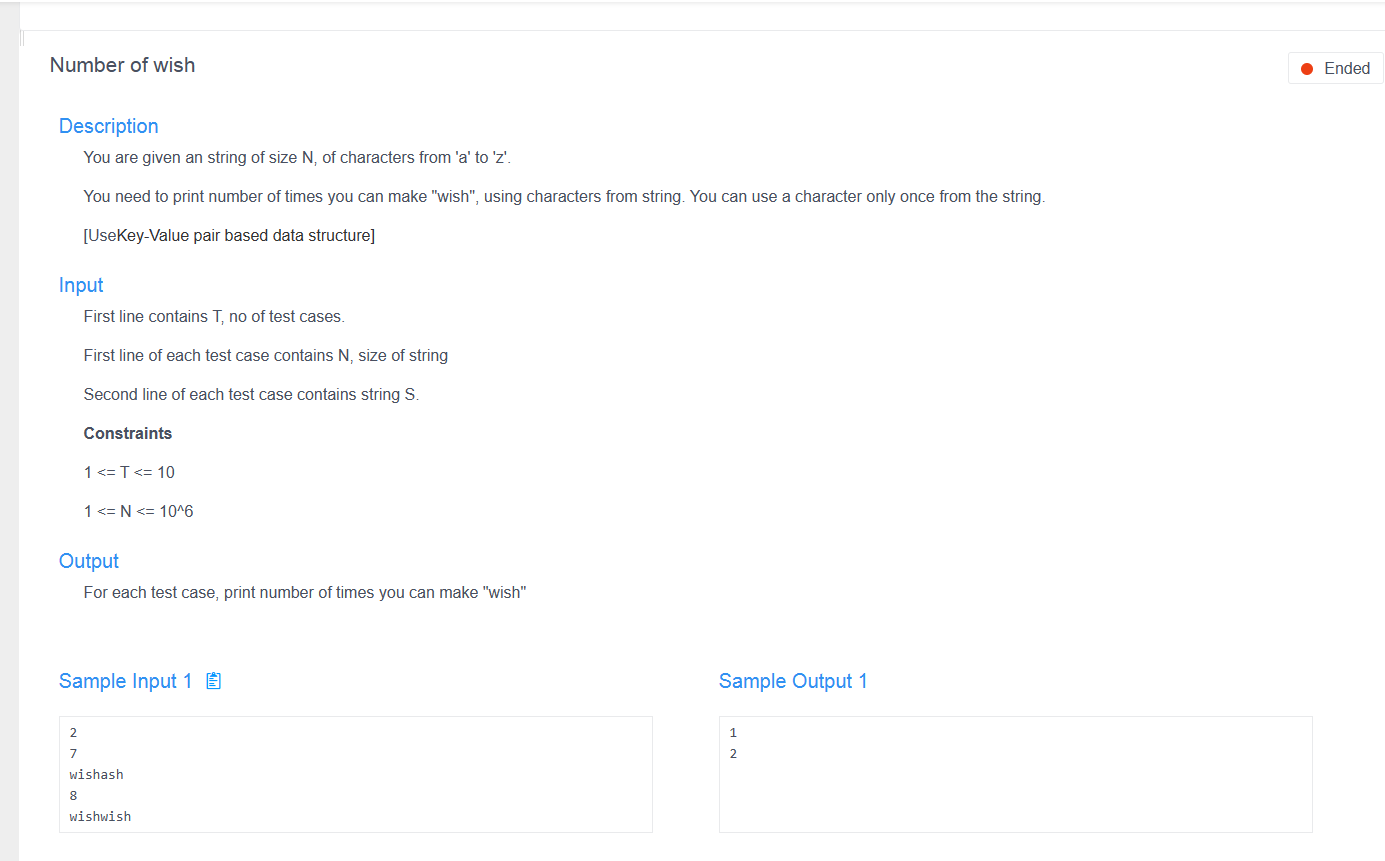 Number of wish
Ended
Description
You are given an string of size N, of characters from 'a' to 'z'.
You need to print number of times you can make "wish", using characters from string. You can use a character only once from the string.
[UseKey-Value pair based data structure]
Input
First line contains T, no of test cases.
First line of each test case contains N, size of string
Second line of each test case contains string S.
Constraints
1 <= T <= 10
1 <= N <= 10^6
Output
For each test case, print number of times you can make "wish"
Sample Input 1
2
7
wishash
8
wishwish
Sample Output 1
1
2